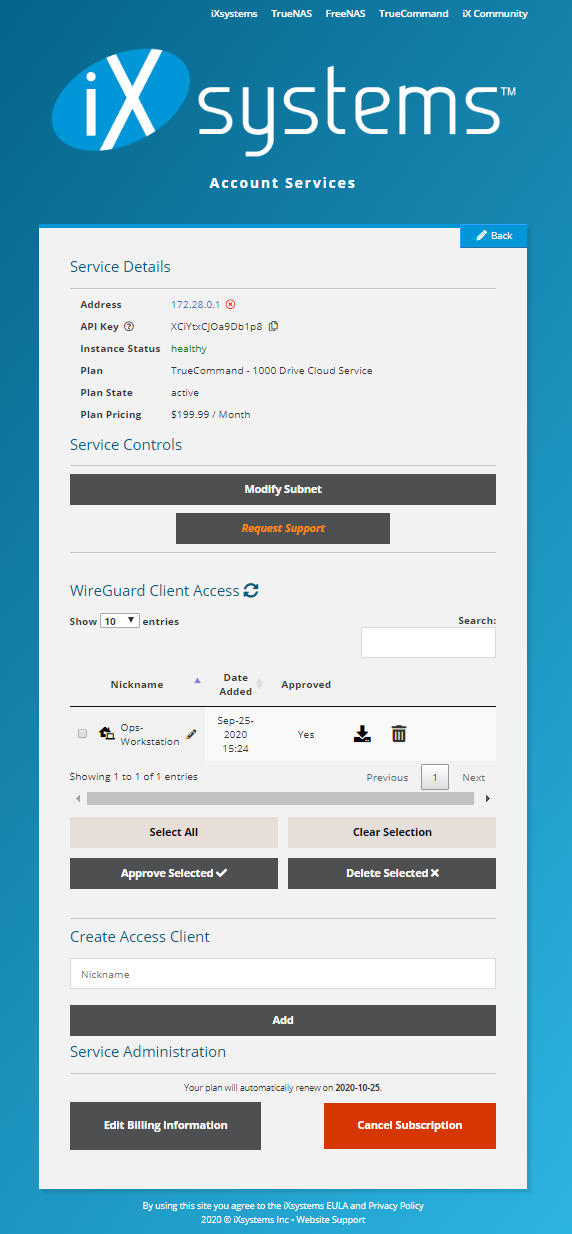 iXsystems TrueNAS FreeNAS TrueCommand iX Community
iX systems™
Account Services
Back
Service Details
Address 172.28.0.1
API Key XCiYtxCJOa9Db1p8
Instance Status healthy
Plan TrueCommand - 1000 Drive Cloud Service
Plan State active
Plan Pricing $199.99 / Month
Service Controls
Modify Subnet
Request Support
WireGuard Client Access
Show 10 entries
Search:
Nickname Date Added Approved
Ops-Workstation Sep-25-2020 15:24 Yes
Showing 1 to 1 of 1 entries Previous 1 Next
Select All Clear Selection
Approve Selected Delete Selected
Create Access Client
Nickname
Add
Service Administration
Your plan will automatically renew on 2020-10-25.
Edit Billing Information Cancel Subscription
By using this site you agree to the iXsystems EULA and Privacy Policy
2020 © iXsystems Inc • Website Support